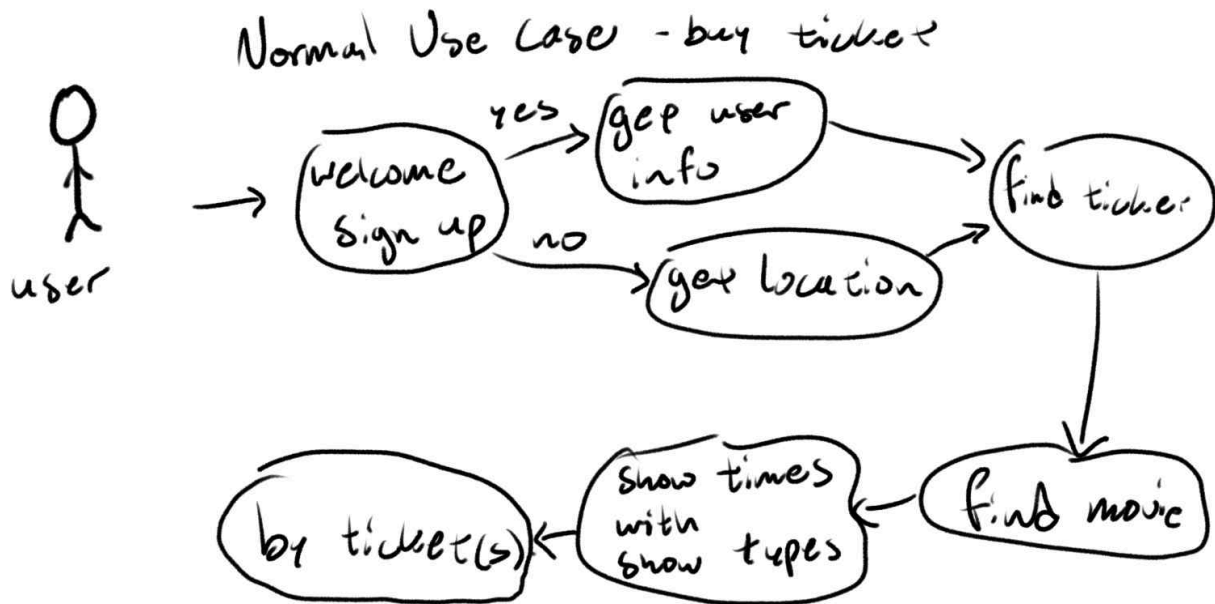 Normal Use Case - buy ticket
yes
get user
info
welcome
sign up
find ticket
no
get location
user
show times
with
show types
find movie
by ticket(s)